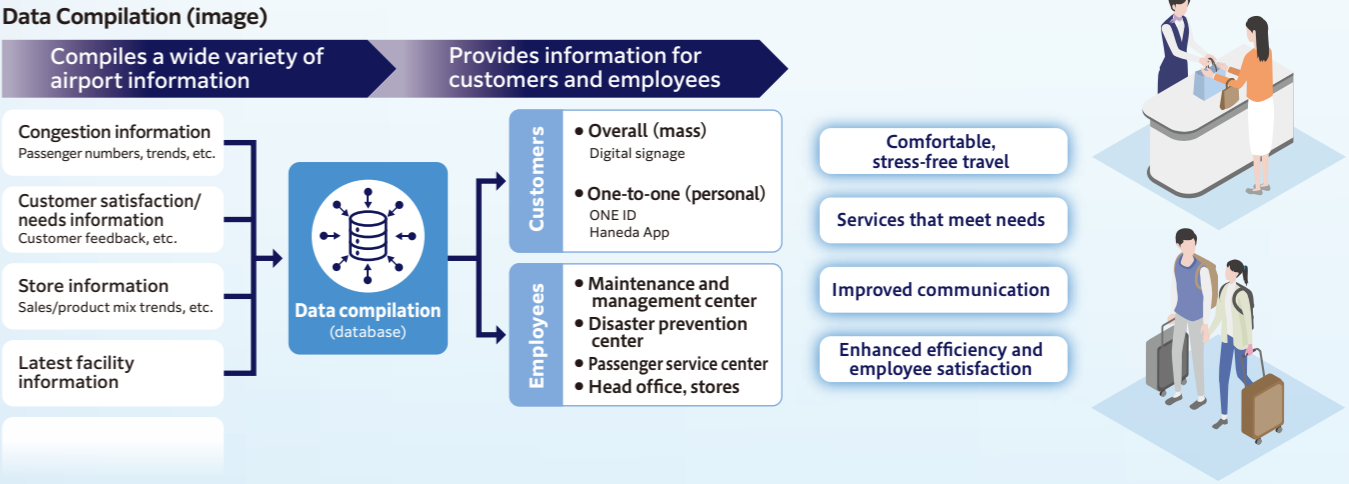 Data Compilation (image)
Compiles a wide variety of
airport information
Provides information for
customers and employees
Congestion information
Passenger numbers, trends, etc.
Customer satisfaction/
needs information
Customer feedback, etc.
Store information
Sales/product mix trends, etc.
Latest facility
information
Data compilation
(database)
Customers
• Overall (mass)
Digital signage
• One-to-one (personal)
ONE ID
Haneda App
Employees
• Maintenance and
management center
• Disaster prevention
center
• Passenger service center
• Head office, stores
Comfortable,
stress-free travel
Services that meet needs
Improved communication
Enhanced efficiency and
employee satisfaction